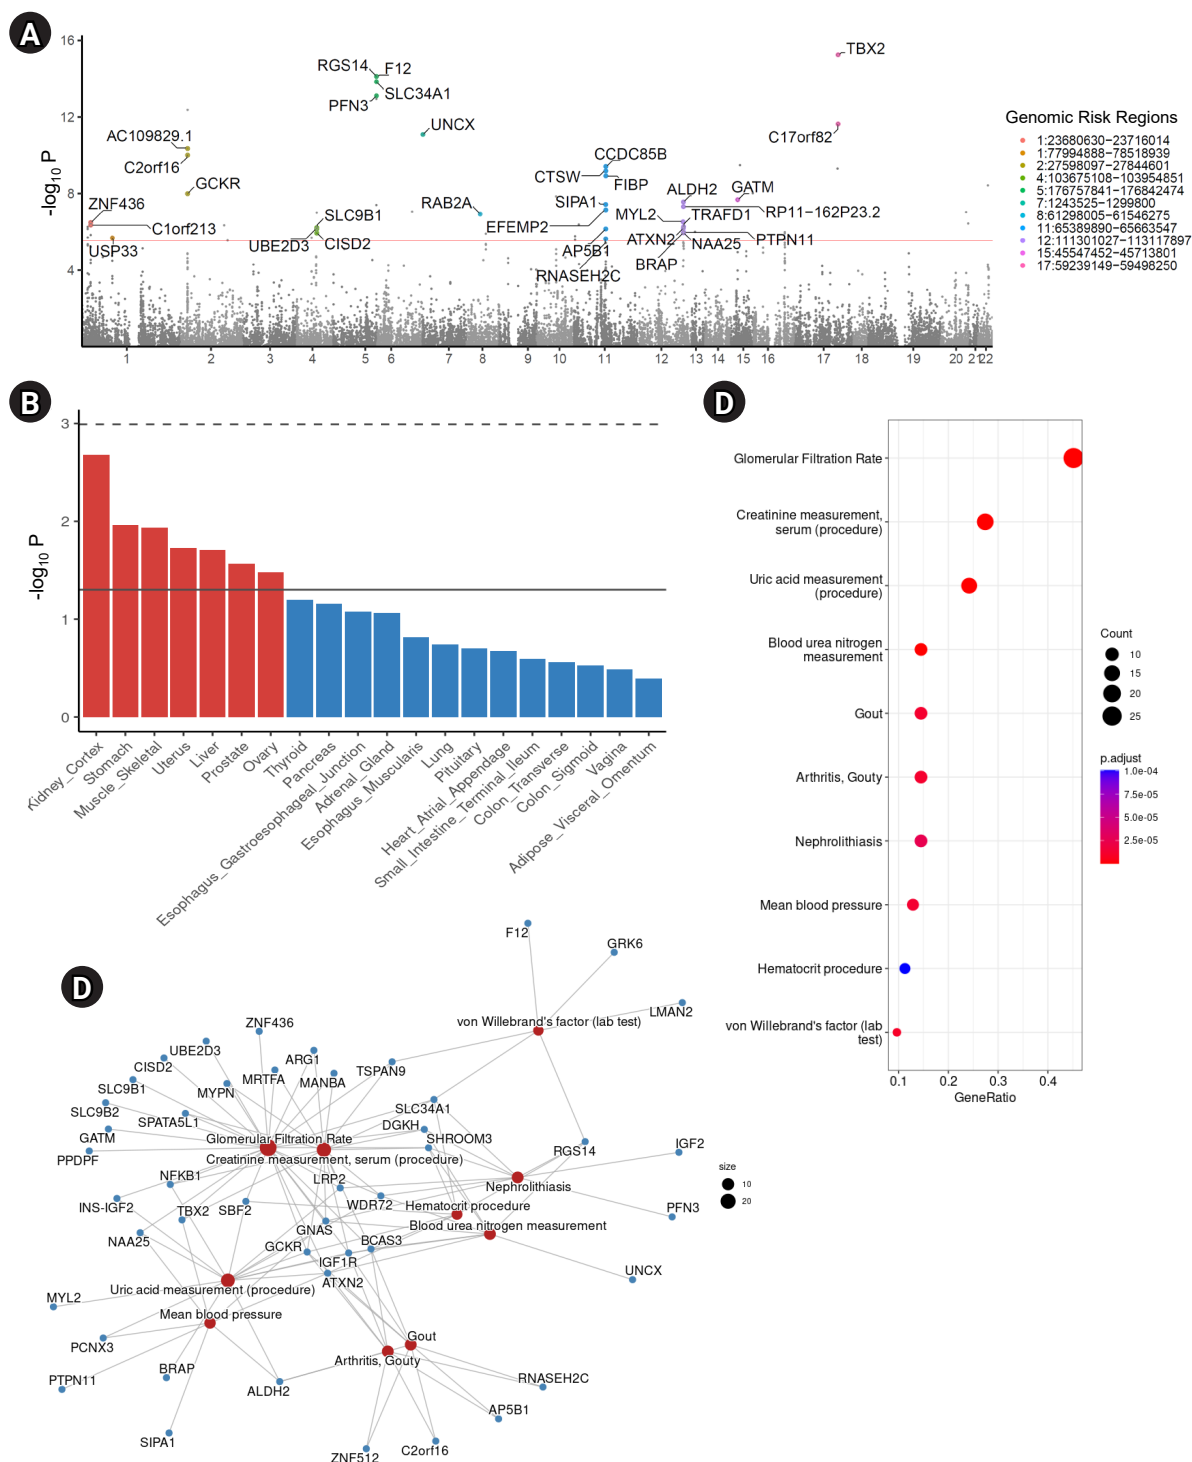 A
16
12
8
4
-log10 P
TBX2
RGS14
F12
SLC34A1
PFN3
UNCX
C17orf82
AC109829.1
C2orf16
GCKR
CCDC85B
CTSW
FIBP
ALDH2
GATM
ZNF436
RAB2A
SIPA1
MYL2
TRAFD1
RP11-162P23.2
SLC9B1
EFEMP2
C1orf213
USP33
UBE2D3
CISD2
AP5B1
ATXN2
NAA25
PTPN11
BRAP
RNASEH2C
1 2 3 4 5 6 7 8 9 10 11 12 13 14 15 16 17 18 19 20 21 22
Genomic Risk Regions
1:23680630-23716014
1:77994888-78518939
2:27598097-27844601
4:103675108-103954851
5:176757841-176842474
7:1243525-1299800
8:61298005-61546275
11:65389890-65663547
12:111301027-113117897
15:45547452-45713801
17:59239149-59498250
B
3
2
1
0
-log10 P
Kidney_Cortex
Stomach
Muscle_Skeletal
Uterus
Liver
Prostate
Ovary
Thyroid
Pancreas
Esophagus_Gastroesophageal_Junction
Adrenal_Gland
Esophagus_Muscularis
Lung
Pituitary
Heart_Atrial_Appendage
Small_Intestine_Terminal_Ileum
Colon_Transverse
Colon_Sigmoid
Vagina
Adipose_Visceral_Omentum
D
Glomerular Filtration Rate
Creatinine measurement,
serum (procedure)
Uric acid measurement
(procedure)
Blood urea nitrogen
measurement
Gout
Arthritis, Gouty
Nephrolithiasis
Mean blood pressure
Hematocrit procedure
von Willebrand's factor (lab
test)
0.1 0.2 0.3 0.4
GeneRatio
Count
10
15
20
25
p.adjust
1.0e-04
7.5e-05
5.0e-05
2.5e-05
D
F12
GRK6
LMAN2
von Willebrand's factor (lab test)
ZNF436
UBE2D3
CISD2
ARG1
TSPAN9
SLC9B1
MYPN
MRTFA
MANBA
SLC9B2
SPATA5L1
SLC34A1
DGKH
GATM
Glomerular Filtration Rate
SHROOM3
PPDPF
Creatinine measurement, serum (procedure)
RGS14
IGF2
NFKB1
LRP2
Nephrolithiasis
INS-IGF2
TBX2
SBF2
WDR72
Hematocrit procedure
PFN3
GNAS
Blood urea nitrogen measurement
NAA25
GCKR
BCAS3
IGF1R
UNCX
Uric acid measurement (procedure)
ATXN2
MYL2
Mean blood pressure
PCNX3
Gout
Arthritis, Gouty
PTPN11
BRAP
ALDH2
RNASEH2C
AP5B1
SIPA1
ZNF512
C2orf16
size
10
20